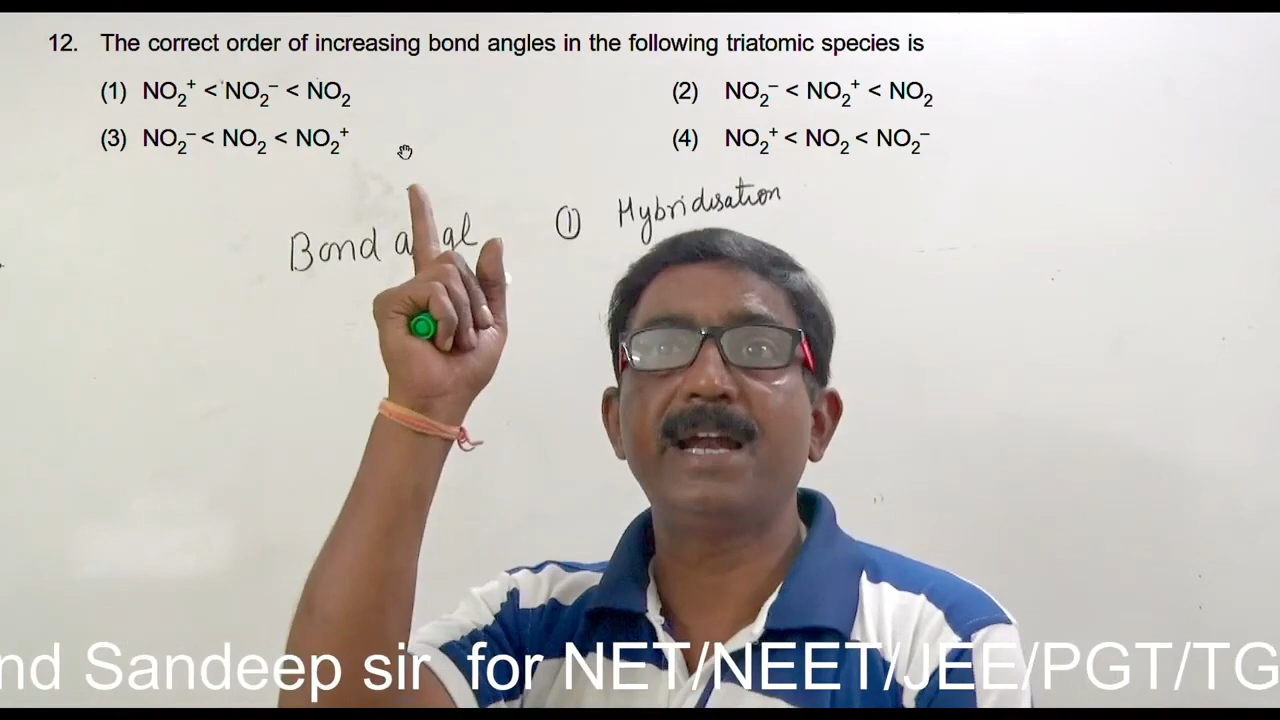 12. The correct order of increasing bond angles in the following triatomic species is
(1) NO₂⁺ < NO₂⁻ < NO₂ (2) NO₂⁻ < NO₂⁺ < NO₂
(3) NO₂⁻ < NO₂ < NO₂⁺ (4) NO₂⁺ < NO₂ < NO₂⁻
Bond a gl ① Hybridisation
nd Sandeep sir for NET/NEET/JEE/PGT/TG